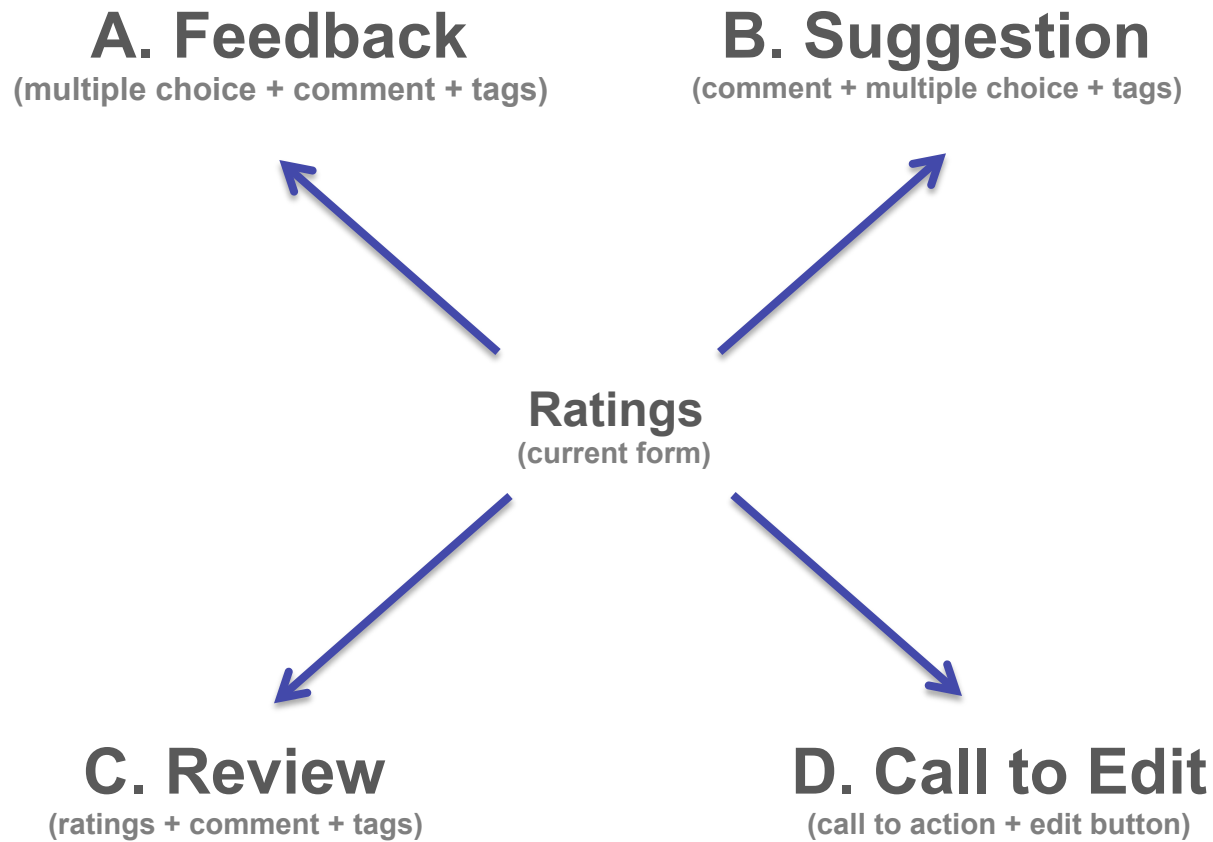 A. Feedback
(multiple choice + comment + tags)
B. Suggestion
(comment + multiple choice + tags)
Ratings
(current form)
C. Review
(ratings + comment + tags)
D. Call to Edit
(call to action + edit button)